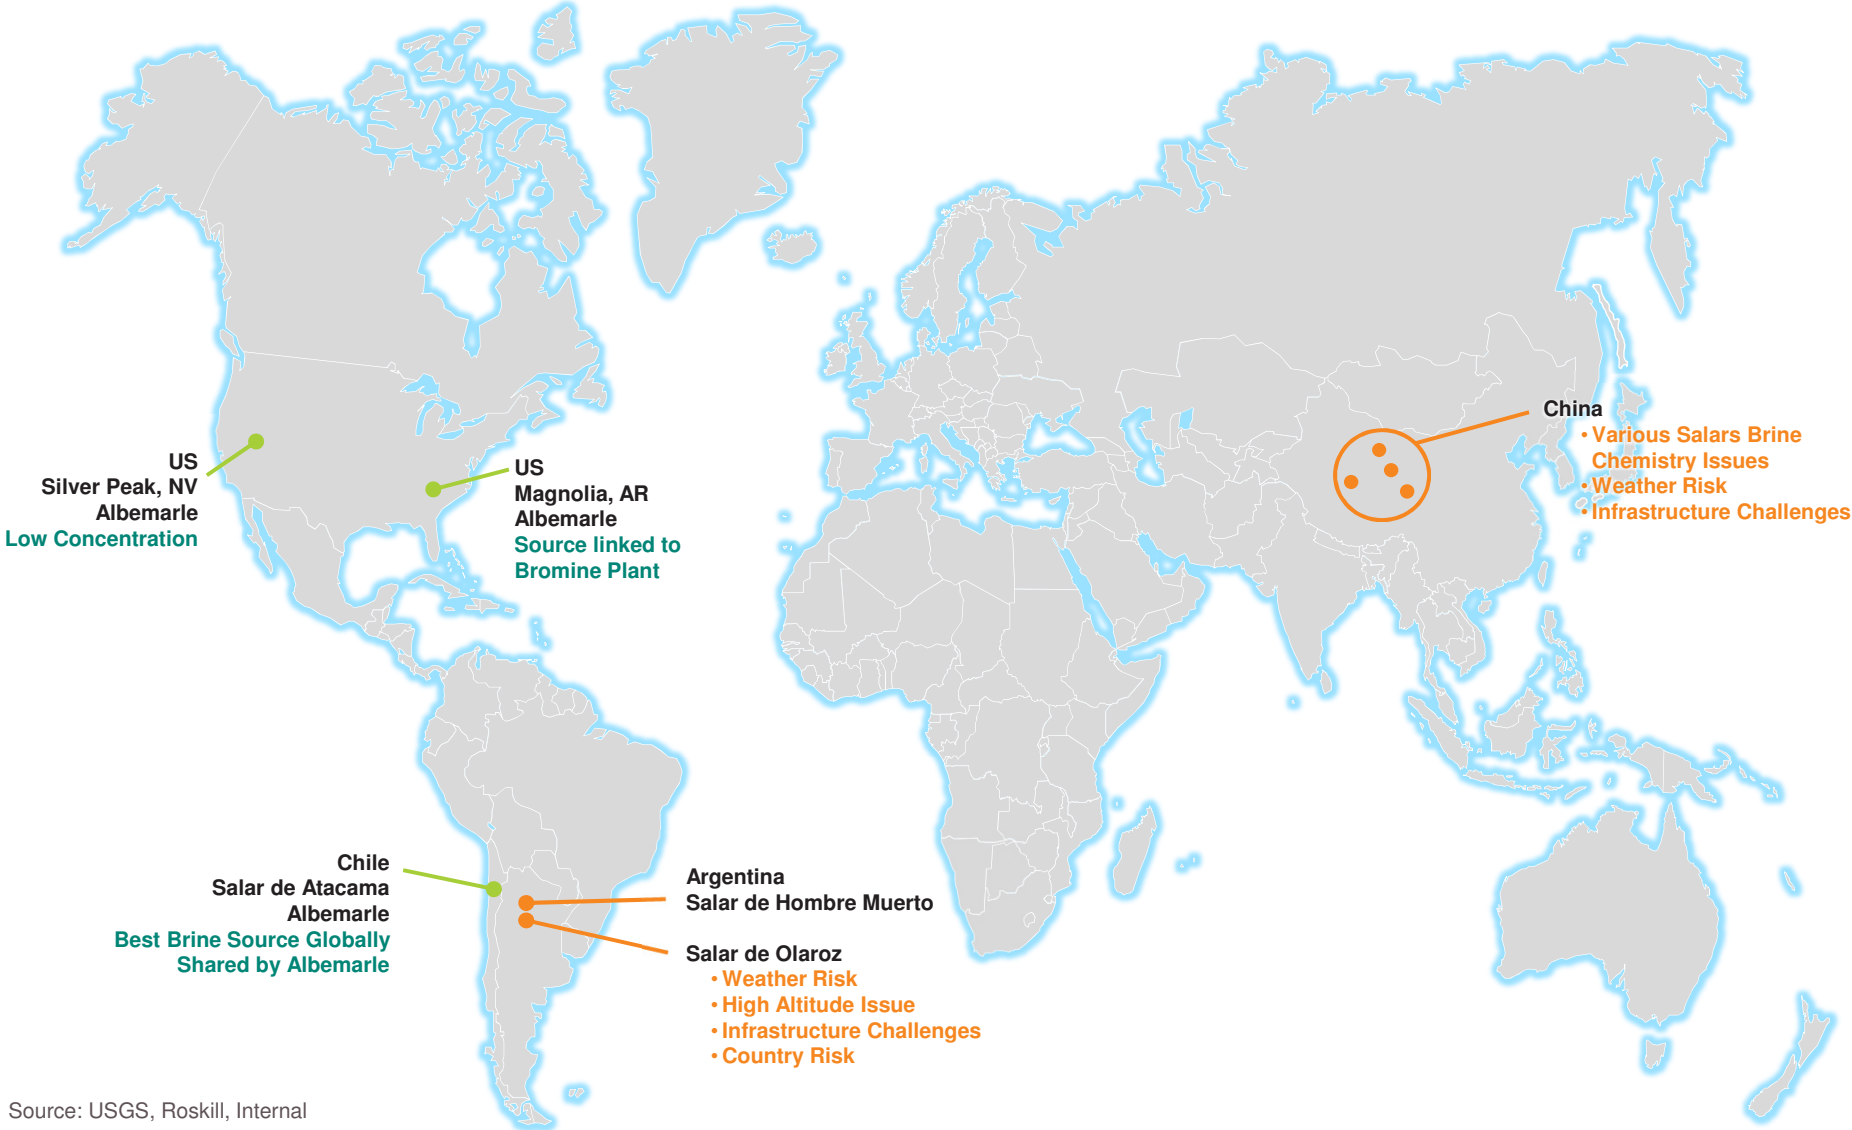 US
Silver Peak, NV
Albemarle
Low Concentration
US
Magnolia, AR
Albemarle
Source linked to
Bromine Plant
China
• Various Salars Brine
Chemistry Issues
• Weather Risk
• Infrastructure Challenges
Chile
Salar de Atacama
Albemarle
Best Brine Source Globally
Shared by Albemarle
Argentina
Salar de Hombre Muerto
Salar de Olaroz
• Weather Risk
• High Altitude Issue
• Infrastructure Challenges
• Country Risk
Source: USGS, Roskill, Internal